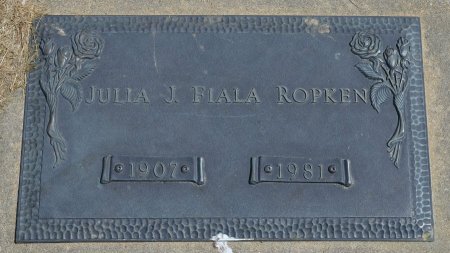 JULIA J. FIALA ROPKEN
1907 1981